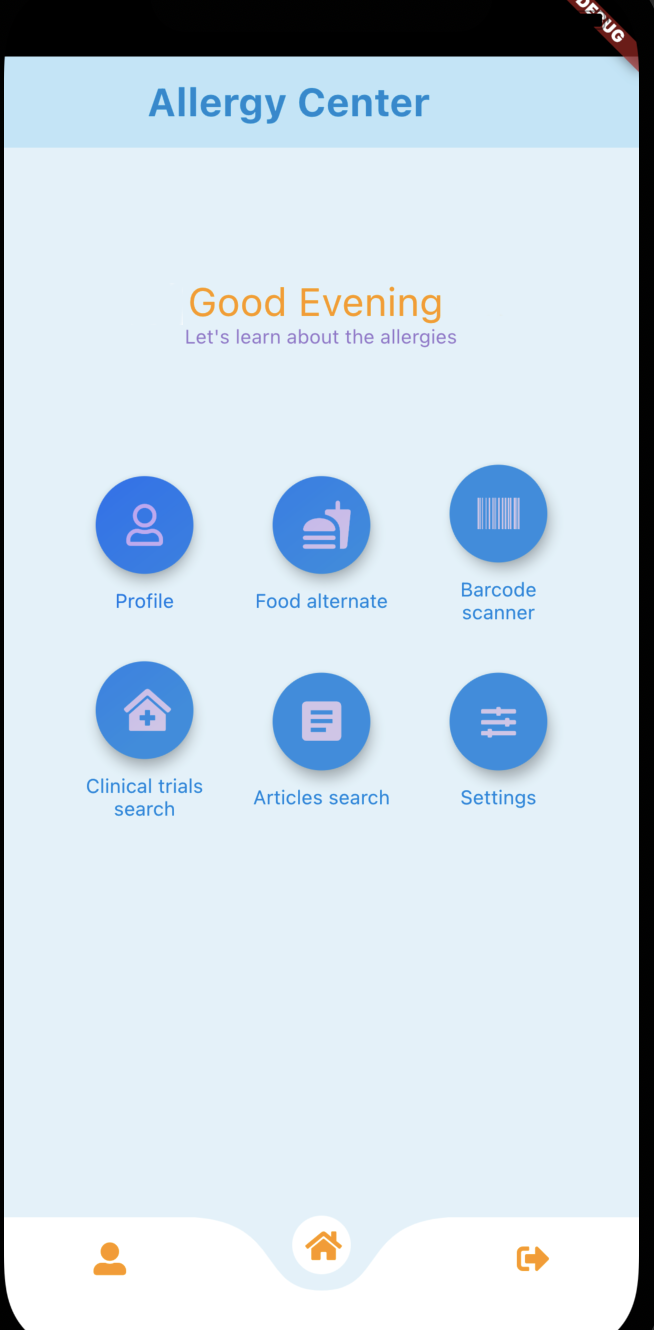 DEBUG
Allergy Center
Good Evening
Let's learn about the allergies
Profile
Food alternate
Barcode
scanner
Clinical trials
search
Articles search
Settings